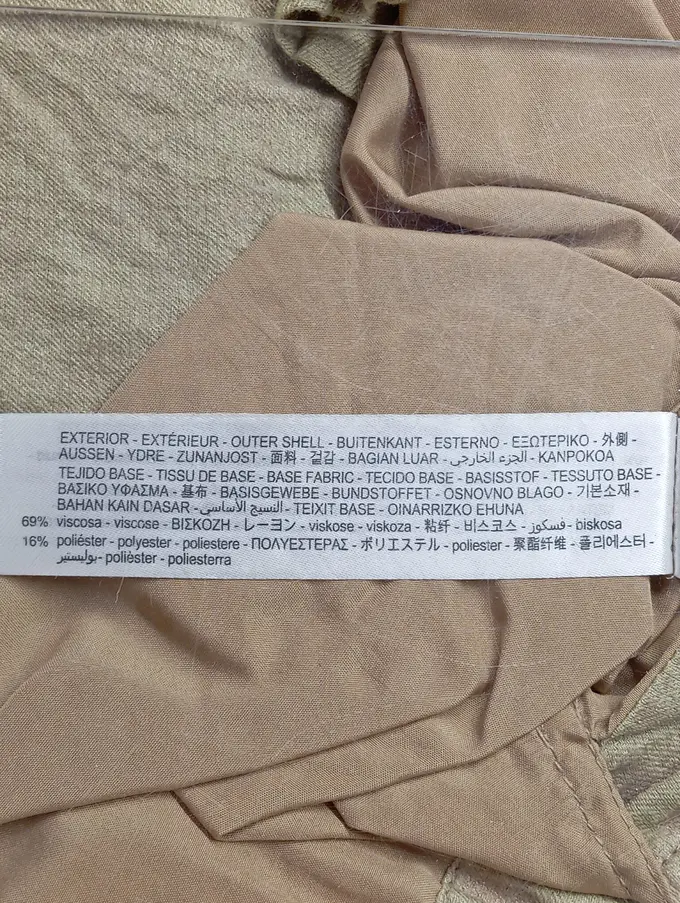 EXTERIOR - EXTÉRIEUR - OUTER SHELL - BUITENKANT - ESTERNO - ΕΞΩΤΕΡΙΚΟ - 外側 -
AUSSEN - YDRE - ZUNANJOST - 面料 - 겉감 - BAGIAN LUAR - الجزء الخارجي - KANPOKOA
TEJIDO BASE - TISSU DE BASE - BASE FABRIC - TECIDO BASE - BASISSTOF - TESSUTO BASE -
ΒΑΣΙΚΟ ΥΦΑΣΜΑ - 基布 - BASISGEWEBE - BUNDSTOFFET - OSNOVNO BLAGO - 기본소재 -
BAHAN KAIN DASAR - النسيج الأساسي - TEIXIT BASE - OINARRIZKO EHUNA
69% viscosa - viscose - ΒΙΣΚΟΖΗ - レーヨン - viskose - viskoza - 粘纤 - 비스코스 - فسكوز - biskosa
16% poliéster - polyester - poliestere - ΠΟΛΥΕΣΤΕΡΑΣ - ポリエステル - poliester - 聚酯纤维 - 폴리에스터 -
بوليستير - polièster - poliesterra